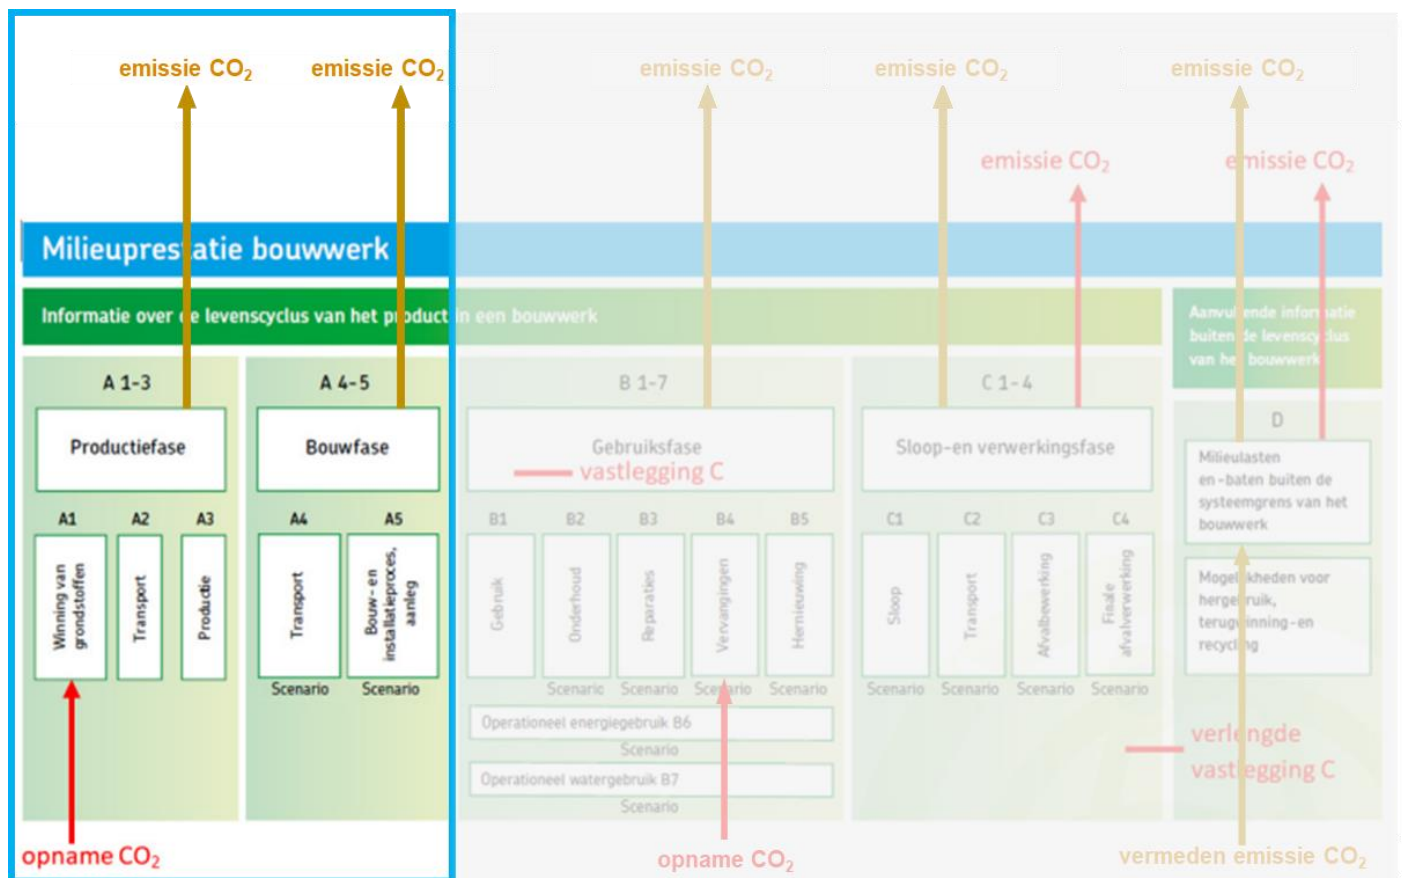 emissie CO₂ emissie CO₂ emissie CO₂ emissie CO₂ emissie CO₂
emissie CO₂ emissie CO₂
Milieuprestatie bouwwerk
Informatie over de levenscyclus van het product in een bouwwerk
Aanvullende informatie
buiten de levenscyclus
van het bouwwerk
A 1-3
Productiefase
A1 A2 A3
Winning van
grondstoffen
Transport
Productie
opname CO₂
A 4-5
Bouwfase
A4 A5
Transport
Bouw- en
installatieproces,
aanleg
Scenario Scenario
B 1-7
Gebruiksfase
vastlegging C
B1 B2 B3 B4 B5
Gebruik
Onderhoud
Reparaties
Vervangingen
Hernieuwing
Scenario Scenario Scenario Scenario
Operationeel energiegebruik B6
Scenario
Operationeel watergebruik B7
Scenario
opname CO₂
C 1-4
Sloop-en verwerkingsfase
C1 C2 C3 C4
Sloop
Transport
Afvalbewerking
Finale
afvalverwerking
Scenario Scenario Scenario Scenario
D
Milieulasten
en -baten buiten de
systeemgrens van het
bouwwerk
Mogelijkheden voor
hergebruik,
terugwinning-en
recycling
verlengde
vastlegging C
vermeden emissie CO₂